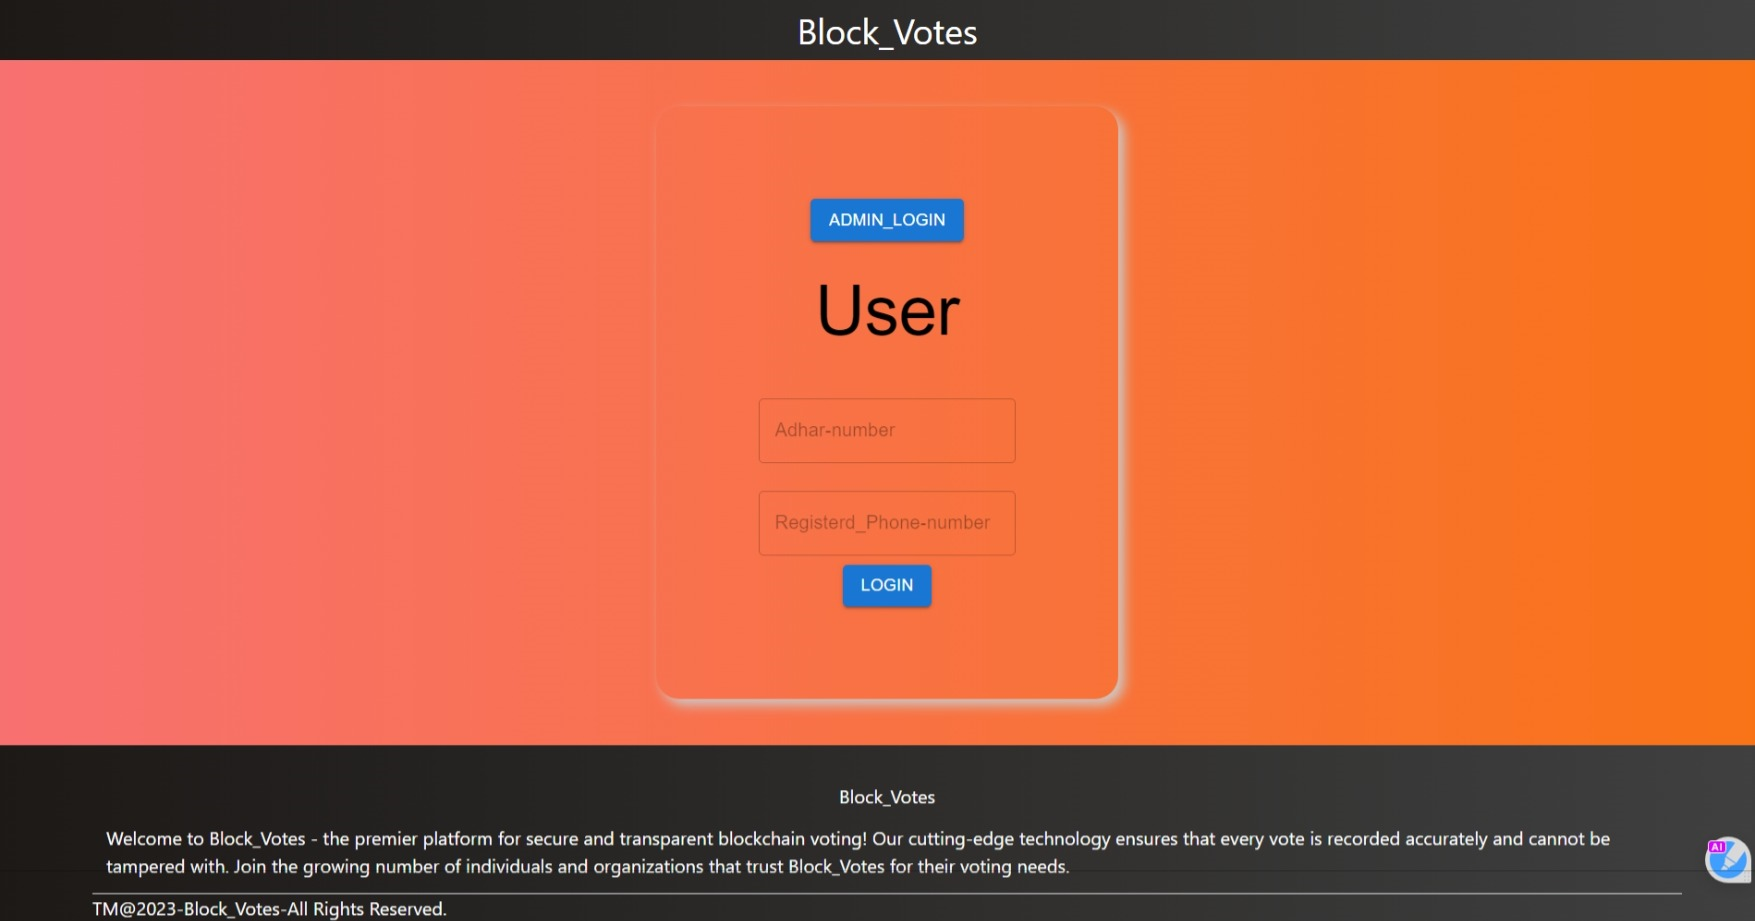 Block_Votes
ADMIN_LOGIN
User
Adhar-number
Registerd_Phone-number
LOGIN
Block_Votes
Welcome to Block_Votes - the premier platform for secure and transparent blockchain voting! Our cutting-edge technology ensures that every vote is recorded accurately and cannot be
tampered with. Join the growing number of individuals and organizations that trust Block_Votes for their voting needs.
AI
TM@2023-Block_Votes-All Rights Reserved.